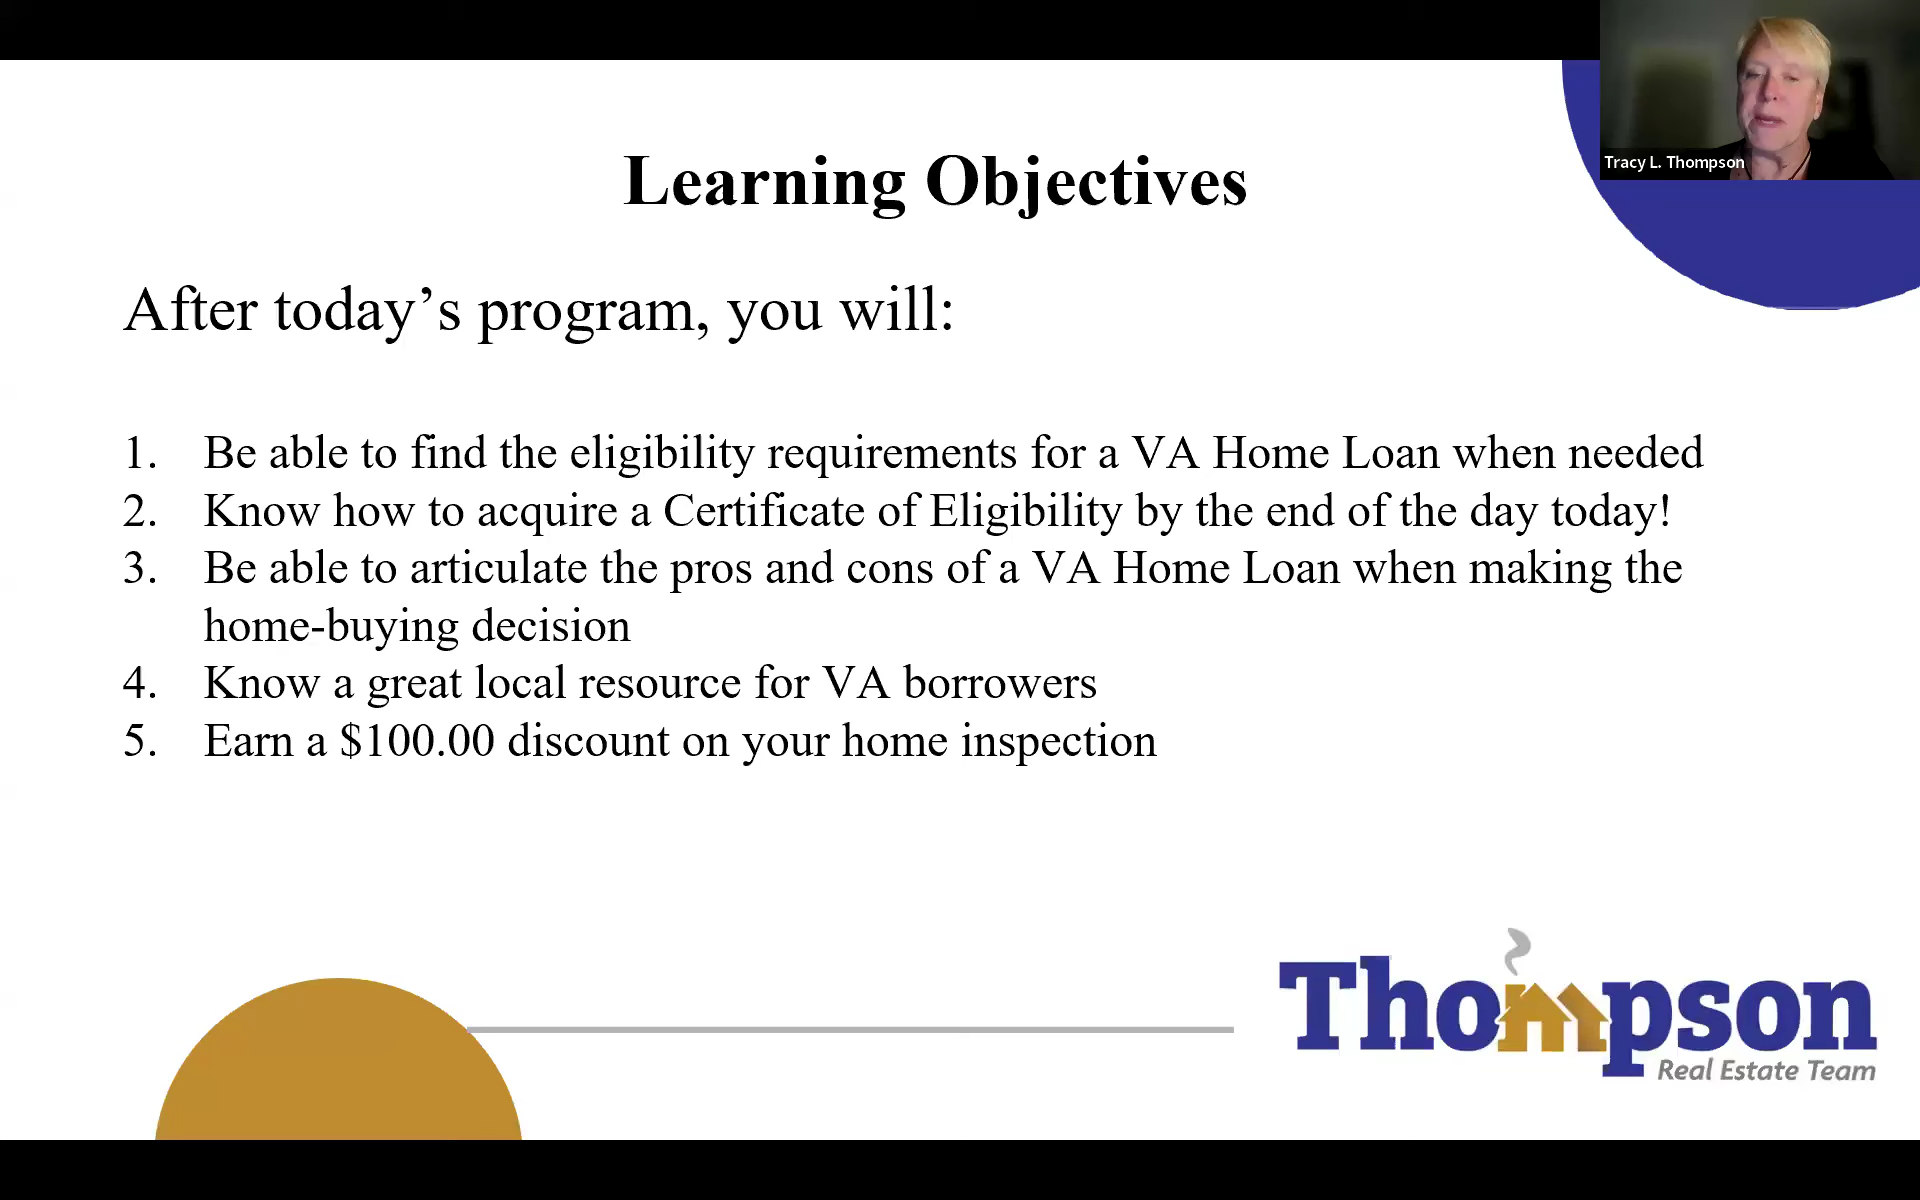 Tracy L. Thompson
Learning Objectives
After today’s program, you will:
1. Be able to find the eligibility requirements for a VA Home Loan when needed
2. Know how to acquire a Certificate of Eligibility by the end of the day today!
3. Be able to articulate the pros and cons of a VA Home Loan when making the
home-buying decision
4. Know a great local resource for VA borrowers
5. Earn a $100.00 discount on your home inspection
Thompson
Real Estate Team